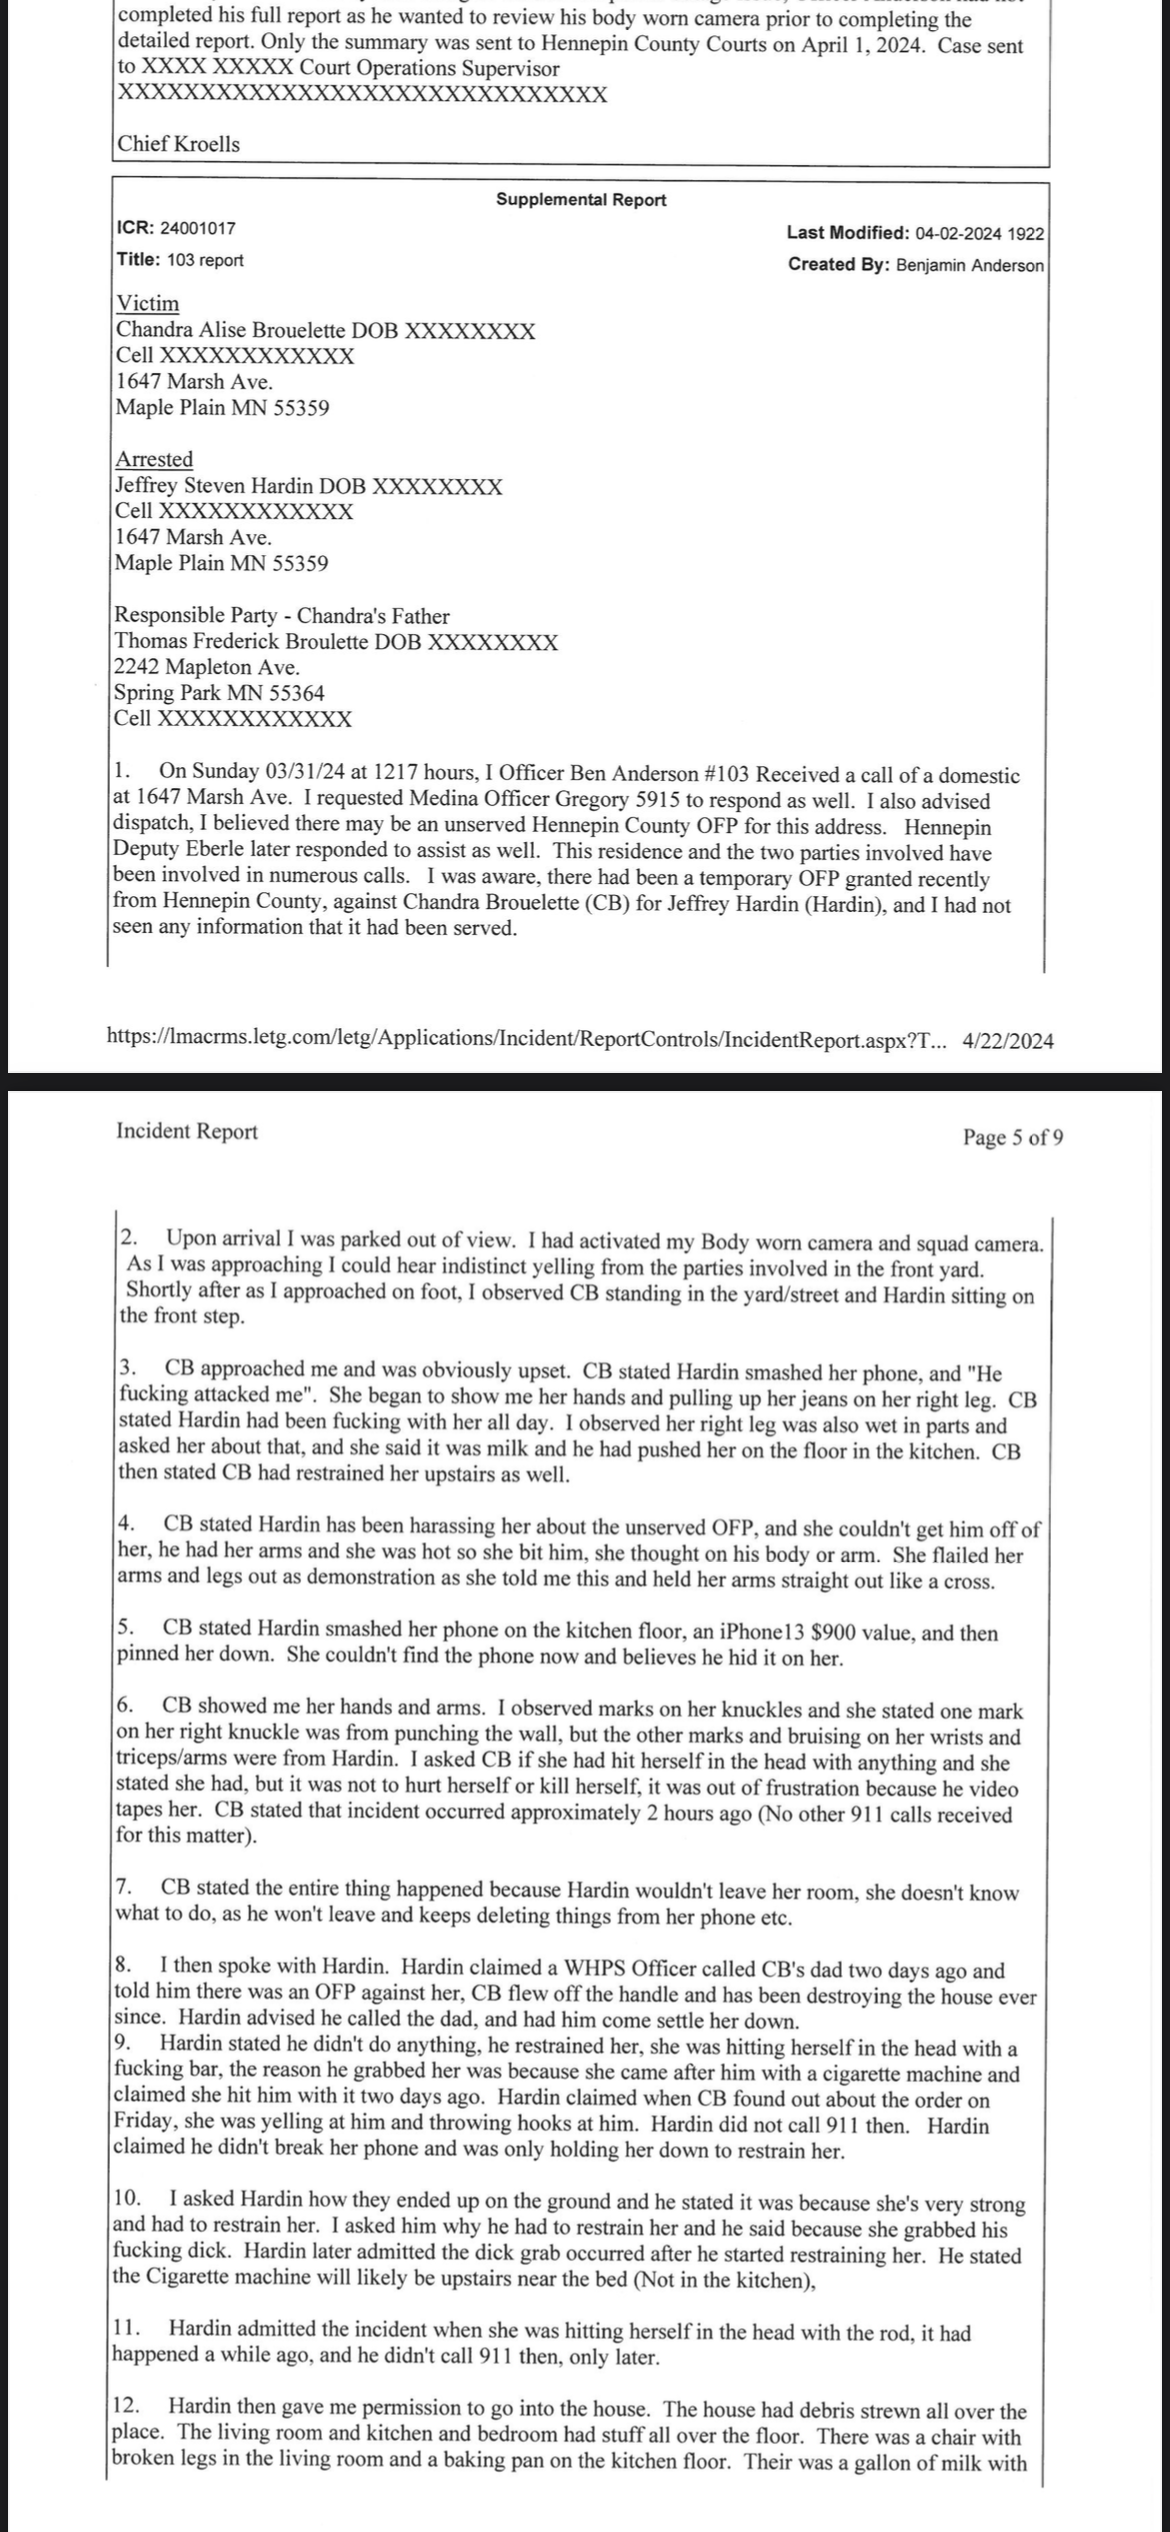 completed his full report as he wanted to review his body worn camera prior to completing the
detailed report. Only the summary was sent to Hennepin County Courts on April 1, 2024.  Case sent
to XXXX XXXXX Court Operations Supervisor
XXXXXXXXXXXXXXXXXXXXXXXXXXXXXX
Chief Kroells
Supplemental Report
ICR: 24001017
Last Modified: 04-02-2024 1922
Title: 103 report
Created By: Benjamin Anderson
Victim
Chandra Alise Brouelette DOB XXXXXXXX
Cell XXXXXXXXXXXX
1647 Marsh Ave.
Maple Plain MN 55359
Arrested
Jeffrey Steven Hardin DOB XXXXXXXX
Cell XXXXXXXXXXXX
1647 Marsh Ave.
Maple Plain MN 55359
Responsible Party - Chandra's Father
Thomas Frederick Broulette DOB XXXXXXXX
2242 Mapleton Ave.
Spring Park MN 55364
Cell XXXXXXXXXXXX
1.    On Sunday 03/31/24 at 1217 hours, I Officer Ben Anderson #103 Received a call of a domestic
at 1647 Marsh Ave.  I requested Medina Officer Gregory 5915 to respond as well.  I also advised
dispatch, I believed there may be an unserved Hennepin County OFP for this address.   Hennepin
Deputy Eberle later responded to assist as well.  This residence and the two parties involved have
been involved in numerous calls.   I was aware, there had been a temporary OFP granted recently
from Hennepin County, against Chandra Brouelette (CB) for Jeffrey Hardin (Hardin), and I had not
seen any information that it had been served.
https://lmacrms.letg.com/letg/Applications/Incident/ReportControls/IncidentReport.aspx?T...   4/22/2024
Incident Report
Page 5 of 9
2.    Upon arrival I was parked out of view.  I had activated my Body worn camera and squad camera.
As I was approaching I could hear indistinct yelling from the parties involved in the front yard.
Shortly after as I approached on foot, I observed CB standing in the yard/street and Hardin sitting on
the front step.
3.    CB approached me and was obviously upset.  CB stated Hardin smashed her phone, and "He
fucking attacked me".  She began to show me her hands and pulling up her jeans on her right leg.  CB
stated Hardin had been fucking with her all day.  I observed her right leg was also wet in parts and
asked her about that, and she said it was milk and he had pushed her on the floor in the kitchen.  CB
then stated CB had restrained her upstairs as well.
4.    CB stated Hardin has been harassing her about the unserved OFP, and she couldn't get him off of
her, he had her arms and she was hot so she bit him, she thought on his body or arm.  She flailed her
arms and legs out as demonstration as she told me this and held her arms straight out like a cross.
5.    CB stated Hardin smashed her phone on the kitchen floor, an iPhone13 $900 value, and then
pinned her down.  She couldn't find the phone now and believes he hid it on her.
6.    CB showed me her hands and arms.  I observed marks on her knuckles and she stated one mark
on her right knuckle was from punching the wall, but the other marks and bruising on her wrists and
triceps/arms were from Hardin.  I asked CB if she had hit herself in the head with anything and she
stated she had, but it was not to hurt herself or kill herself, it was out of frustration because he video
tapes her.  CB stated that incident occurred approximately 2 hours ago (No other 911 calls received
for this matter).
7.    CB stated the entire thing happened because Hardin wouldn't leave her room, she doesn't know
what to do, as he won't leave and keeps deleting things from her phone etc.
8.    I then spoke with Hardin.  Hardin claimed a WHPS Officer called CB's dad two days ago and
told him there was an OFP against her, CB flew off the handle and has been destroying the house ever
since.  Hardin advised he called the dad, and had him come settle her down.
9.    Hardin stated he didn't do anything, he restrained her, she was hitting herself in the head with a
fucking bar, the reason he grabbed her was because she came after him with a cigarette machine and
claimed she hit him with it two days ago.  Hardin claimed when CB found out about the order on
Friday, she was yelling at him and throwing hooks at him.  Hardin did not call 911 then.   Hardin
claimed he didn't break her phone and was only holding her down to restrain her.
10.    I asked Hardin how they ended up on the ground and he stated it was because she's very strong
and had to restrain her.  I asked him why he had to restrain her and he said because she grabbed his
fucking dick.  Hardin later admitted the dick grab occurred after he started restraining her.  He stated
the Cigarette machine will likely be upstairs near the bed (Not in the kitchen),
11.    Hardin admitted the incident when she was hitting herself in the head with the rod, it had
happened a while ago, and he didn't call 911 then, only later.
12.    Hardin then gave me permission to go into the house.  The house had debris strewn all over the
place.  The living room and kitchen and bedroom had stuff all over the floor.  There was a chair with
broken legs in the living room and a baking pan on the kitchen floor.  Their was a gallon of milk with